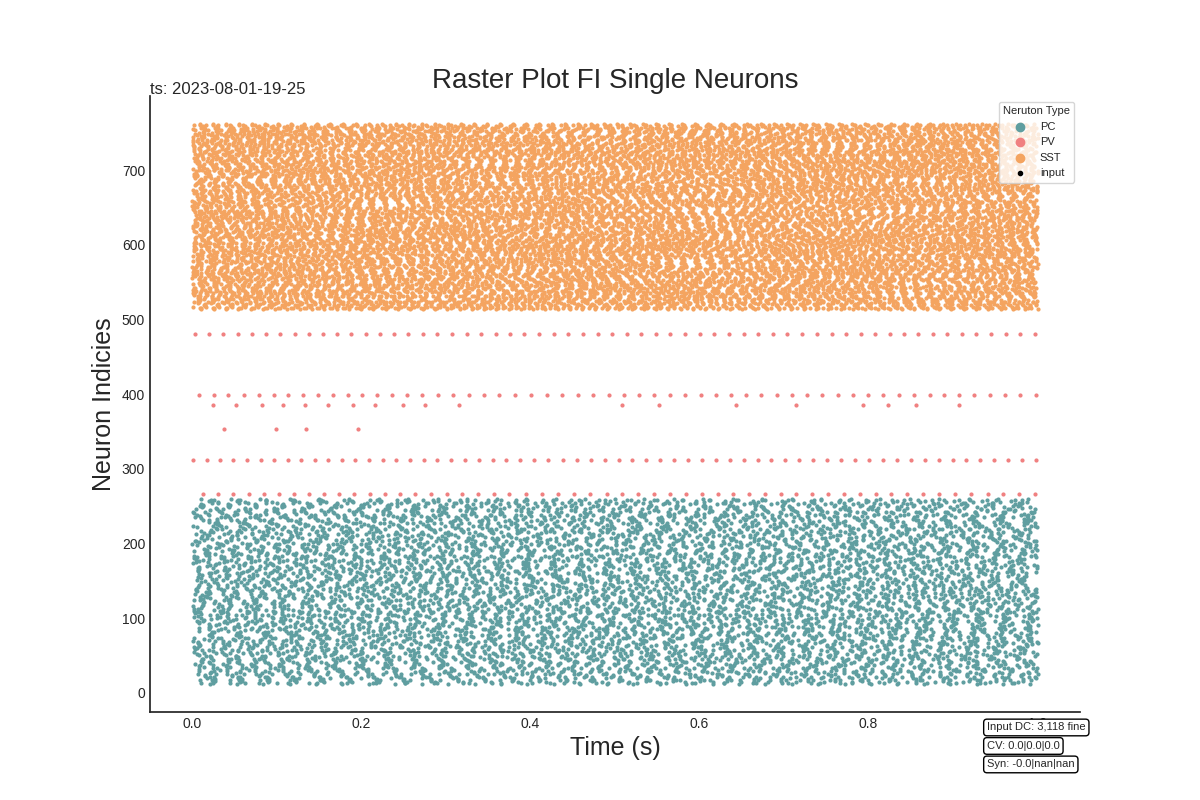 Raster Plot FI Single Neurons
ts: 2023-08-01-19-25
Neruton Type
PC
PV
SST
input
Neuron Indicies
700
600
500
400
300
200
100
0
0.0 0.2 0.4 0.6 0.8
Time (s)
Input DC: 3,118 fine
CV: 0.0|0.0|0.0
Syn: -0.0|nan|nan